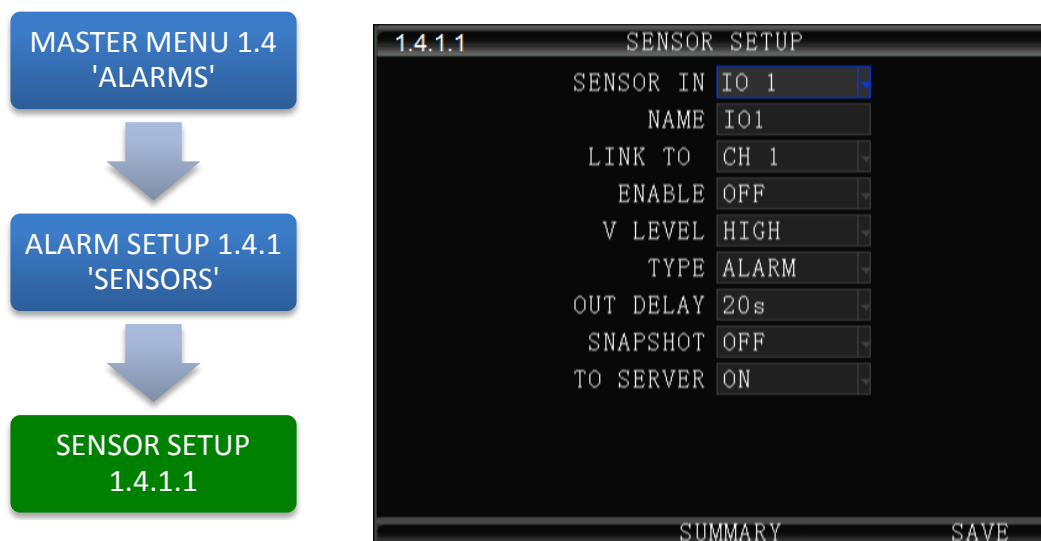 MASTER MENU 1.4
'ALARMS'
ALARM SETUP 1.4.1
'SENSORS'
SENSOR SETUP
1.4.1.1
1.4.1.1 SENSOR SETUP
SENSOR IN IO 1
NAME IO1
LINK TO CH 1
ENABLE OFF
V LEVEL HIGH
TYPE ALARM
OUT DELAY 20s
SNAPSHOT OFF
TO SERVER ON
SUMMARY SAVE